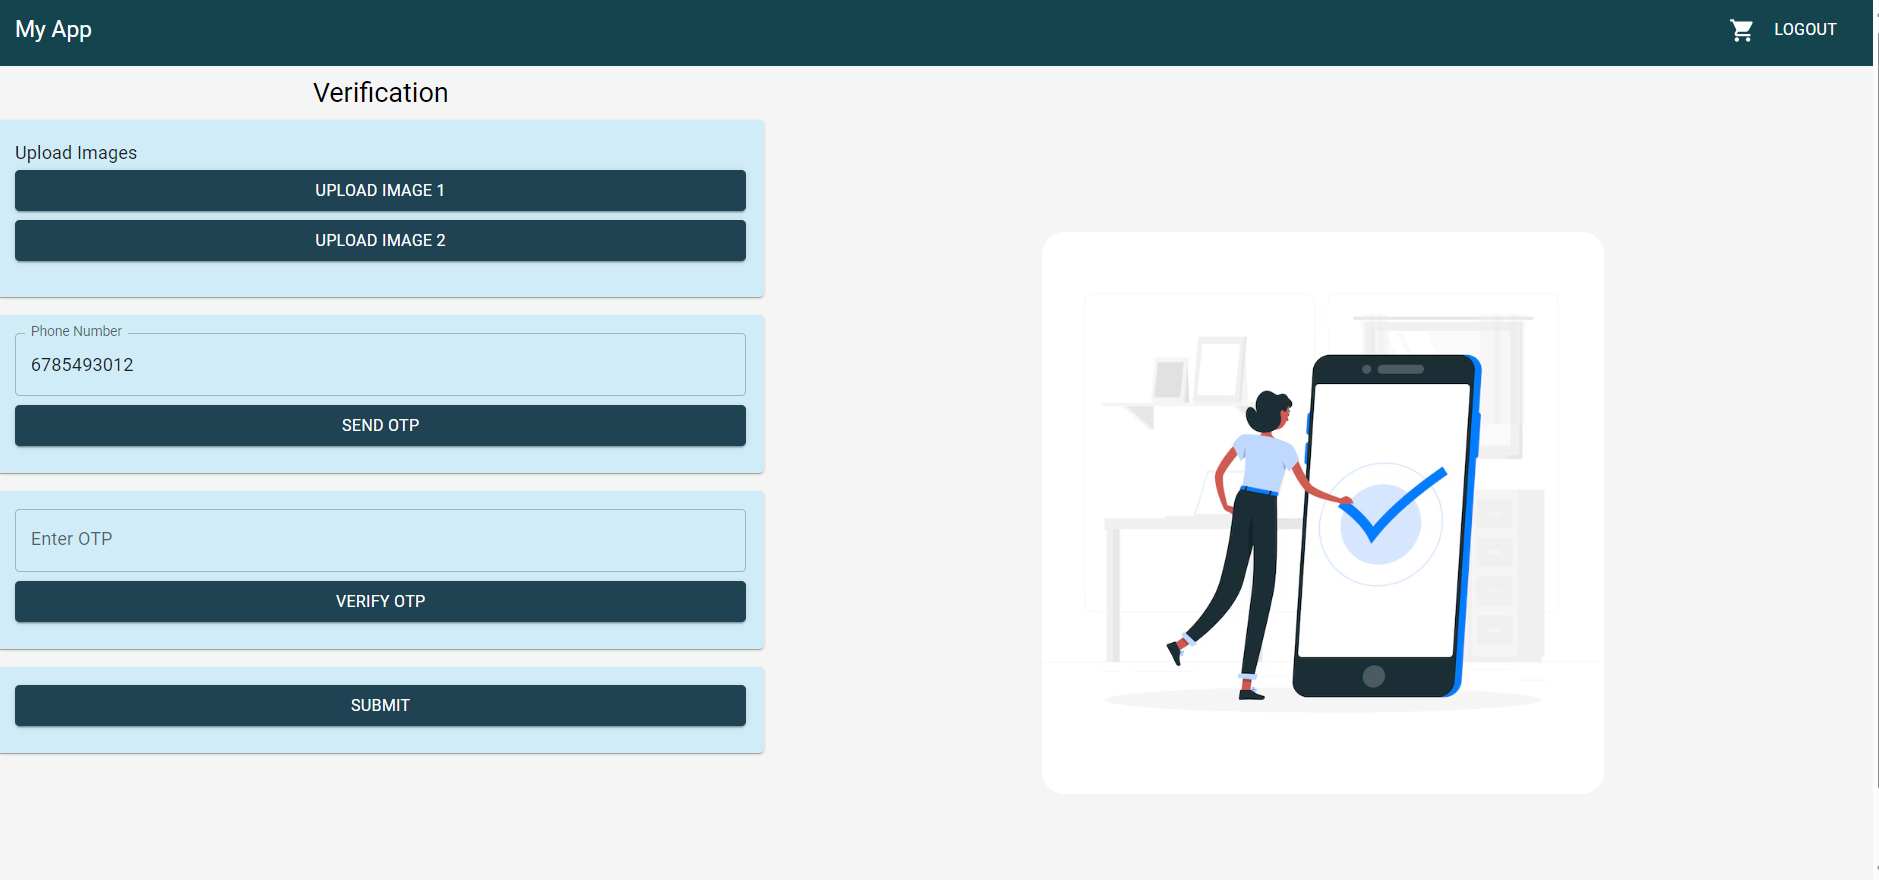 My App
LOGOUT
Verification
Upload Images
UPLOAD IMAGE 1
UPLOAD IMAGE 2
Phone Number
6785493012
SEND OTP
Enter OTP
VERIFY OTP
SUBMIT